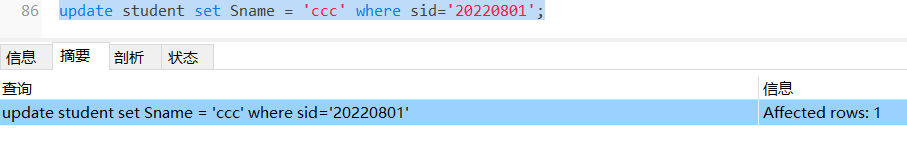 86 update student set Sname = 'ccc' where sid='20220801';
信息 摘要 剖析 状态
查询 信息
update student set Sname = 'ccc' where sid='20220801' Affected rows: 1